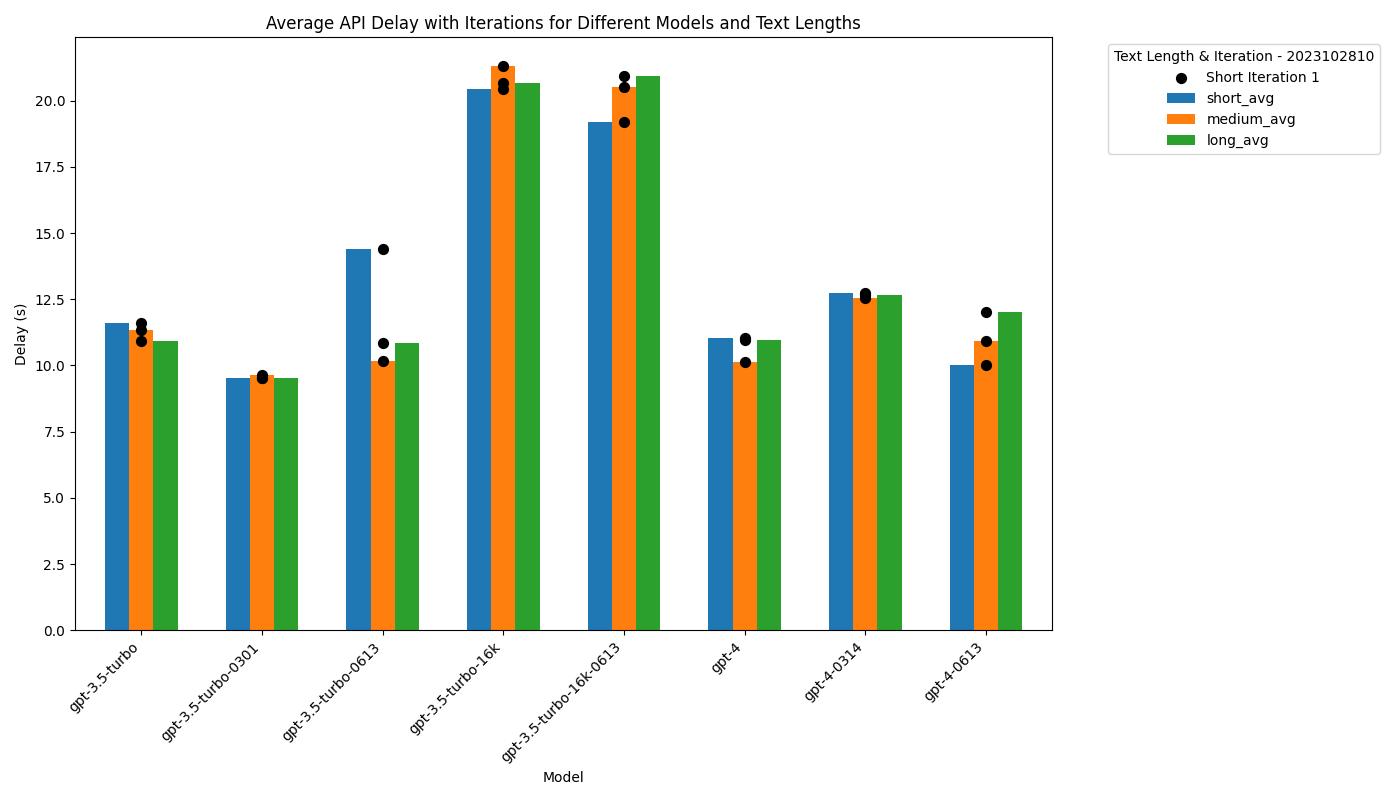 Average API Delay with Iterations for Different Models and Text Lengths
Text Length & Iteration - 2023102810
Short Iteration 1
short_avg
medium_avg
long_avg
Delay (s)
20.0
17.5
15.0
12.5
10.0
7.5
5.0
2.5
0.0
gpt-3.5-turbo
gpt-3.5-turbo-0301
gpt-3.5-turbo-0613
gpt-3.5-turbo-16k
gpt-3.5-turbo-16k-0613
gpt-4
gpt-4-0314
gpt-4-0613
Model